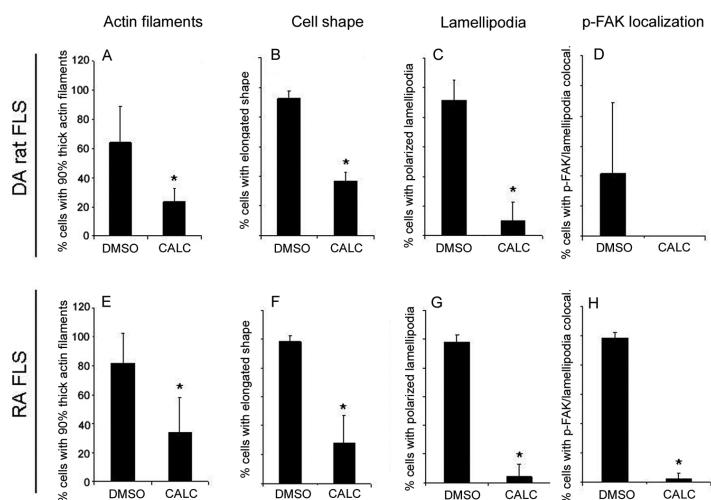 Actin filaments
Cell shape
Lamellipodia
p-FAK localization
DA rat FLS
A
% cells with 90% thick actin filaments
120
100
80
60
40
20
0
*
DMSO CALC
B
% cells with elongated shape
*
DMSO CALC
C
% cells with polarized lamellipodia
*
DMSO CALC
D
% cells with p-FAK/lamellipodia colocal.
DMSO CALC
RA FLS
E
% cells with 90% thick actin filaments
120
100
80
60
40
20
0
*
DMSO CALC
F
% cells with elongated shape
*
DMSO CALC
G
% cells with polarized lamellipodia
*
DMSO CALC
H
% cells with p-FAK/lamellipodia colocal.
*
DMSO CALC